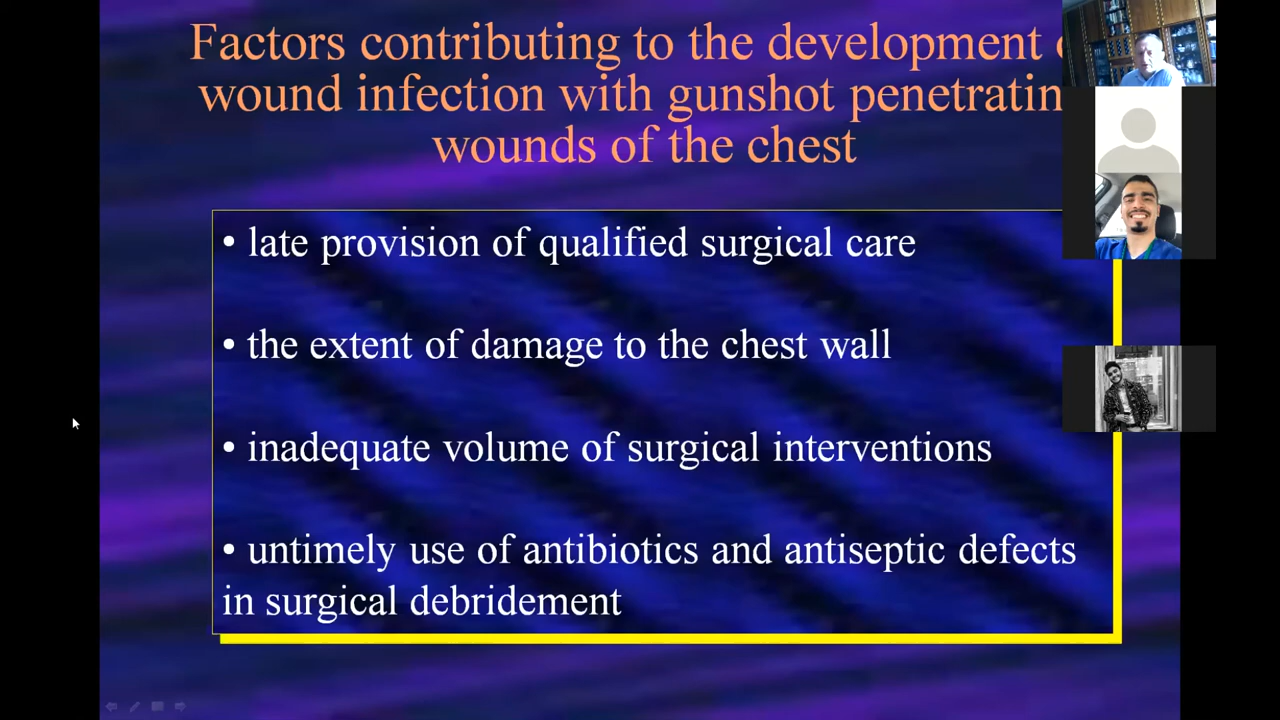 Factors contributing to the development
wound infection with gunshot penetratin
wounds of the chest
• late provision of qualified surgical care
• the extent of damage to the chest wall
• inadequate volume of surgical interventions
• untimely use of antibiotics and antiseptic defects
in surgical debridement